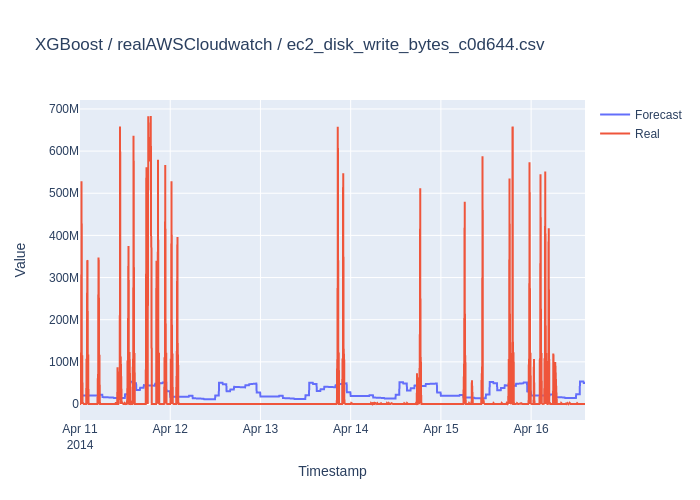 XGBoost / realAWSCloudwatch / ec2_disk_write_bytes_c0d644.csv
Forecast
Real
700M
600M
500M
400M
300M
200M
100M
0
Value
Apr 11
2014
Apr 12
Apr 13
Apr 14
Apr 15
Apr 16
Timestamp